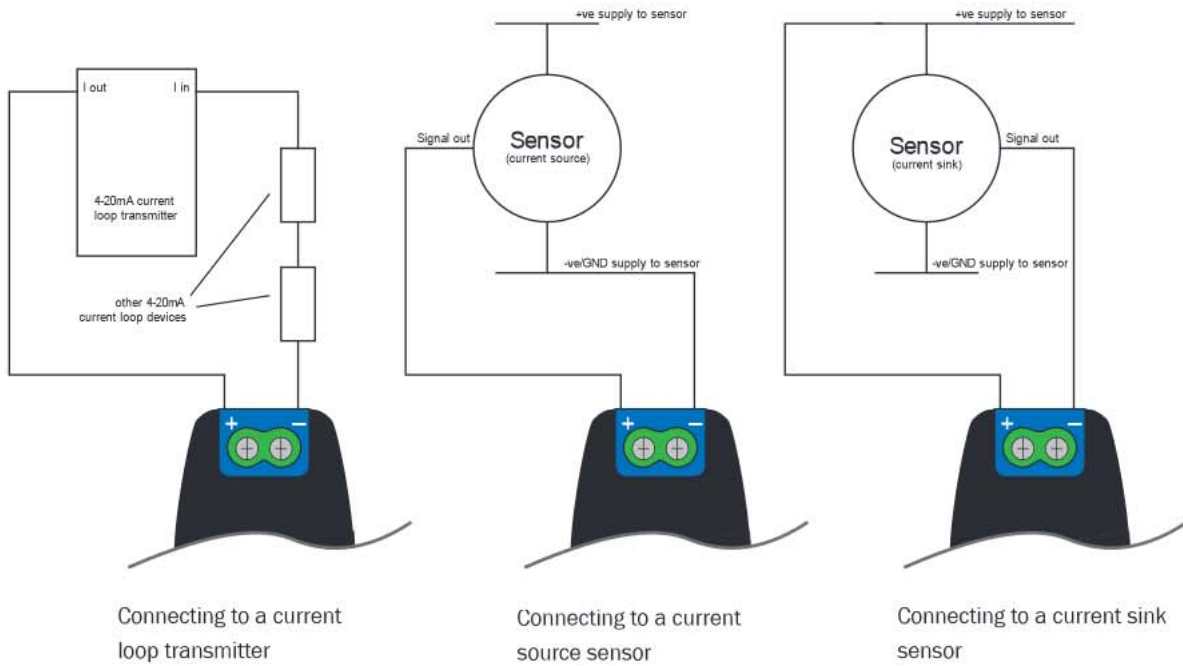 I out
I in
4-20mA current
loop transmitter
other 4-20mA
current loop devices
+ −
Connecting to a current
loop transmitter
+ve supply to sensor
Signal out
Sensor
(current source)
-ve/GND supply to sensor
+ −
Connecting to a current
source sensor
+ve supply to sensor
Sensor
(current sink)
Signal out
-ve/GND supply to sensor
+ −
Connecting to a current sink
sensor